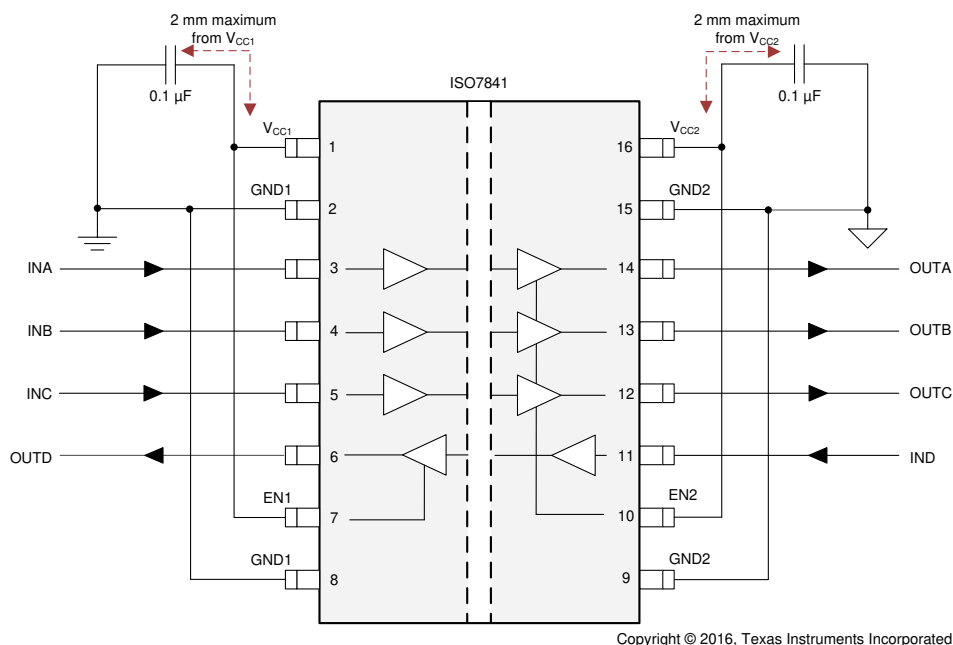 2 mm maximum
from VCC1
2 mm maximum
from VCC2
0.1 µF
0.1 µF
ISO7841
VCC1
1
16
VCC2
GND1
2
15
GND2
INA
3
14
OUTA
INB
4
13
OUTB
INC
5
12
OUTC
OUTD
6
11
IND
EN1
7
10
EN2
GND1
8
9
GND2
Copyright © 2016, Texas Instruments Incorporated